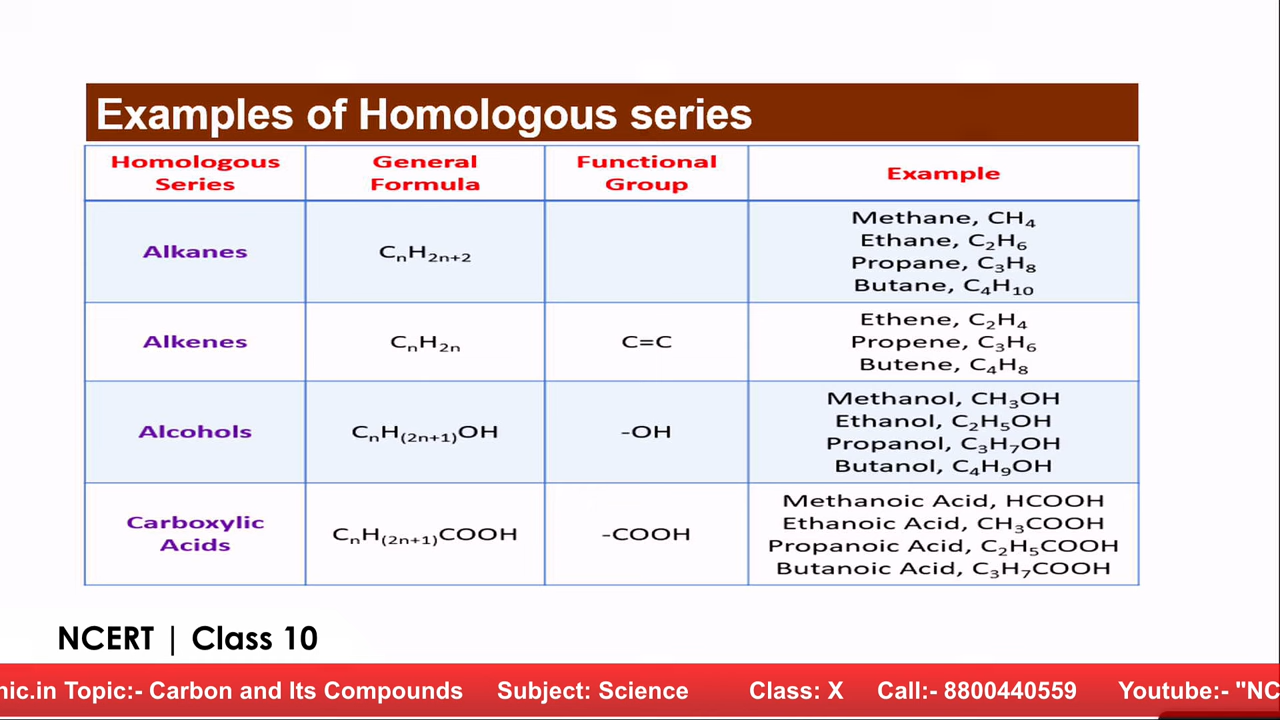 Examples of Homologous series
Homologous Series
General Formula
Functional Group
Example
Alkanes
CₙH₂ₙ₊₂
Methane, CH₄
Ethane, C₂H₆
Propane, C₃H₈
Butane, C₄H₁₀
Alkenes
CₙH₂ₙ
C=C
Ethene, C₂H₄
Propene, C₃H₆
Butene, C₄H₈
Alcohols
CₙH₍₂ₙ₊₁₎OH
-OH
Methanol, CH₃OH
Ethanol, C₂H₅OH
Propanol, C₃H₇OH
Butanol, C₄H₉OH
Carboxylic Acids
CₙH₍₂ₙ₊₁₎COOH
-COOH
Methanoic Acid, HCOOH
Ethanoic Acid, CH₃COOH
Propanoic Acid, C₂H₅COOH
Butanoic Acid, C₃H₇COOH
NCERT | Class 10
nic.in Topic:- Carbon and Its Compounds Subject: Science Class: X Call:- 8800440559 Youtube:- "NC